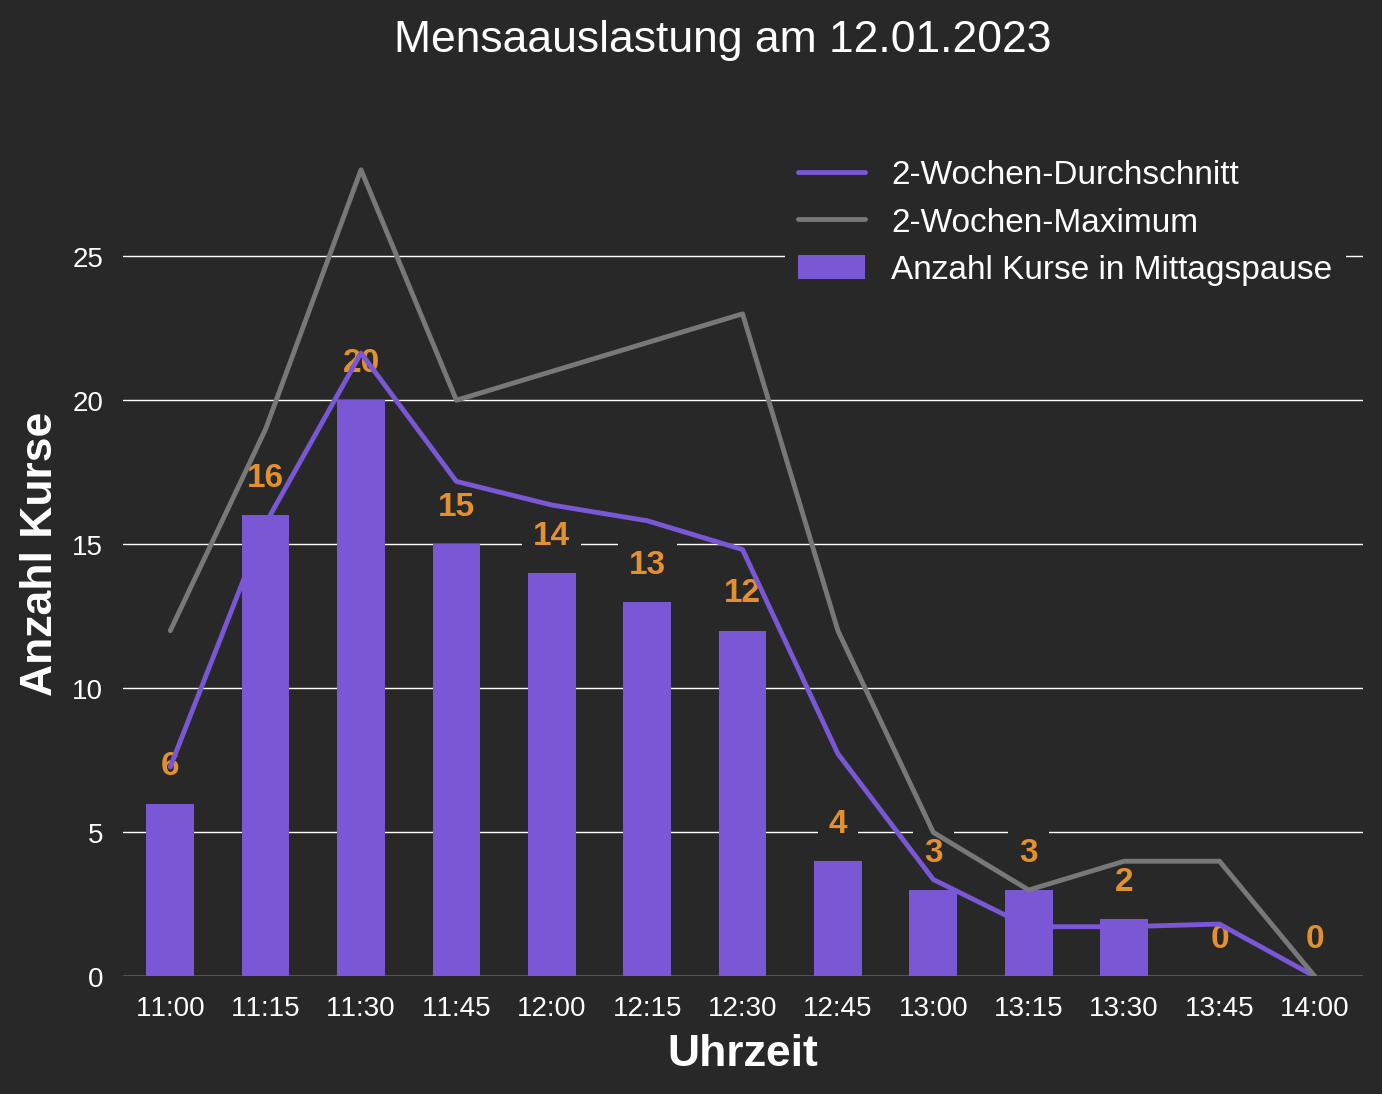 Mensaauslastung am 12.01.2023
2-Wochen-Durchschnitt
2-Wochen-Maximum
Anzahl Kurse in Mittagspause
Anzahl Kurse
25
20
15
10
5
0
6
16
20
15
14
13
12
4
3
3
2
0
0
11:00 11:15 11:30 11:45 12:00 12:15 12:30 12:45 13:00 13:15 13:30 13:45 14:00
Uhrzeit